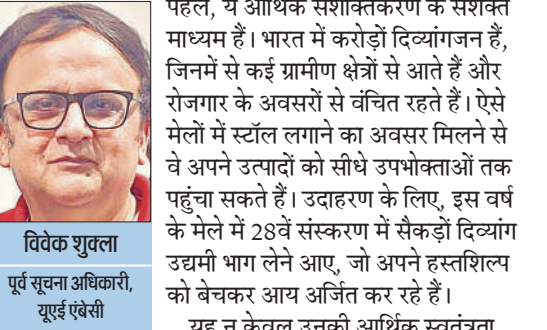 विवेक शुक्ला
पूर्व सूचना अधिकारी,
यूएई एंबेसी
पहल, ये आर्थिक सशक्तिकरण के सशक्त
माध्यम हैं। भारत में करोड़ों दिव्यांगजन हैं,
जिनमें से कई ग्रामीण क्षेत्रों से आते हैं और
रोजगार के अवसरों से वंचित रहते हैं। ऐसे
मेलों में स्टॉल लगाने का अवसर मिलने से
वे अपने उत्पादों को सीधे उपभोक्ताओं तक
पहुंचा सकते हैं। उदाहरण के लिए, इस वर्ष
के मेले में 28वें संस्करण में सैकड़ों दिव्यांग
उद्यमी भाग लेने आए, जो अपने हस्तशिल्प
को बेचकर आय अर्जित कर रहे हैं।
यह न केवल उनकी आर्थिक स्वतंत्रता